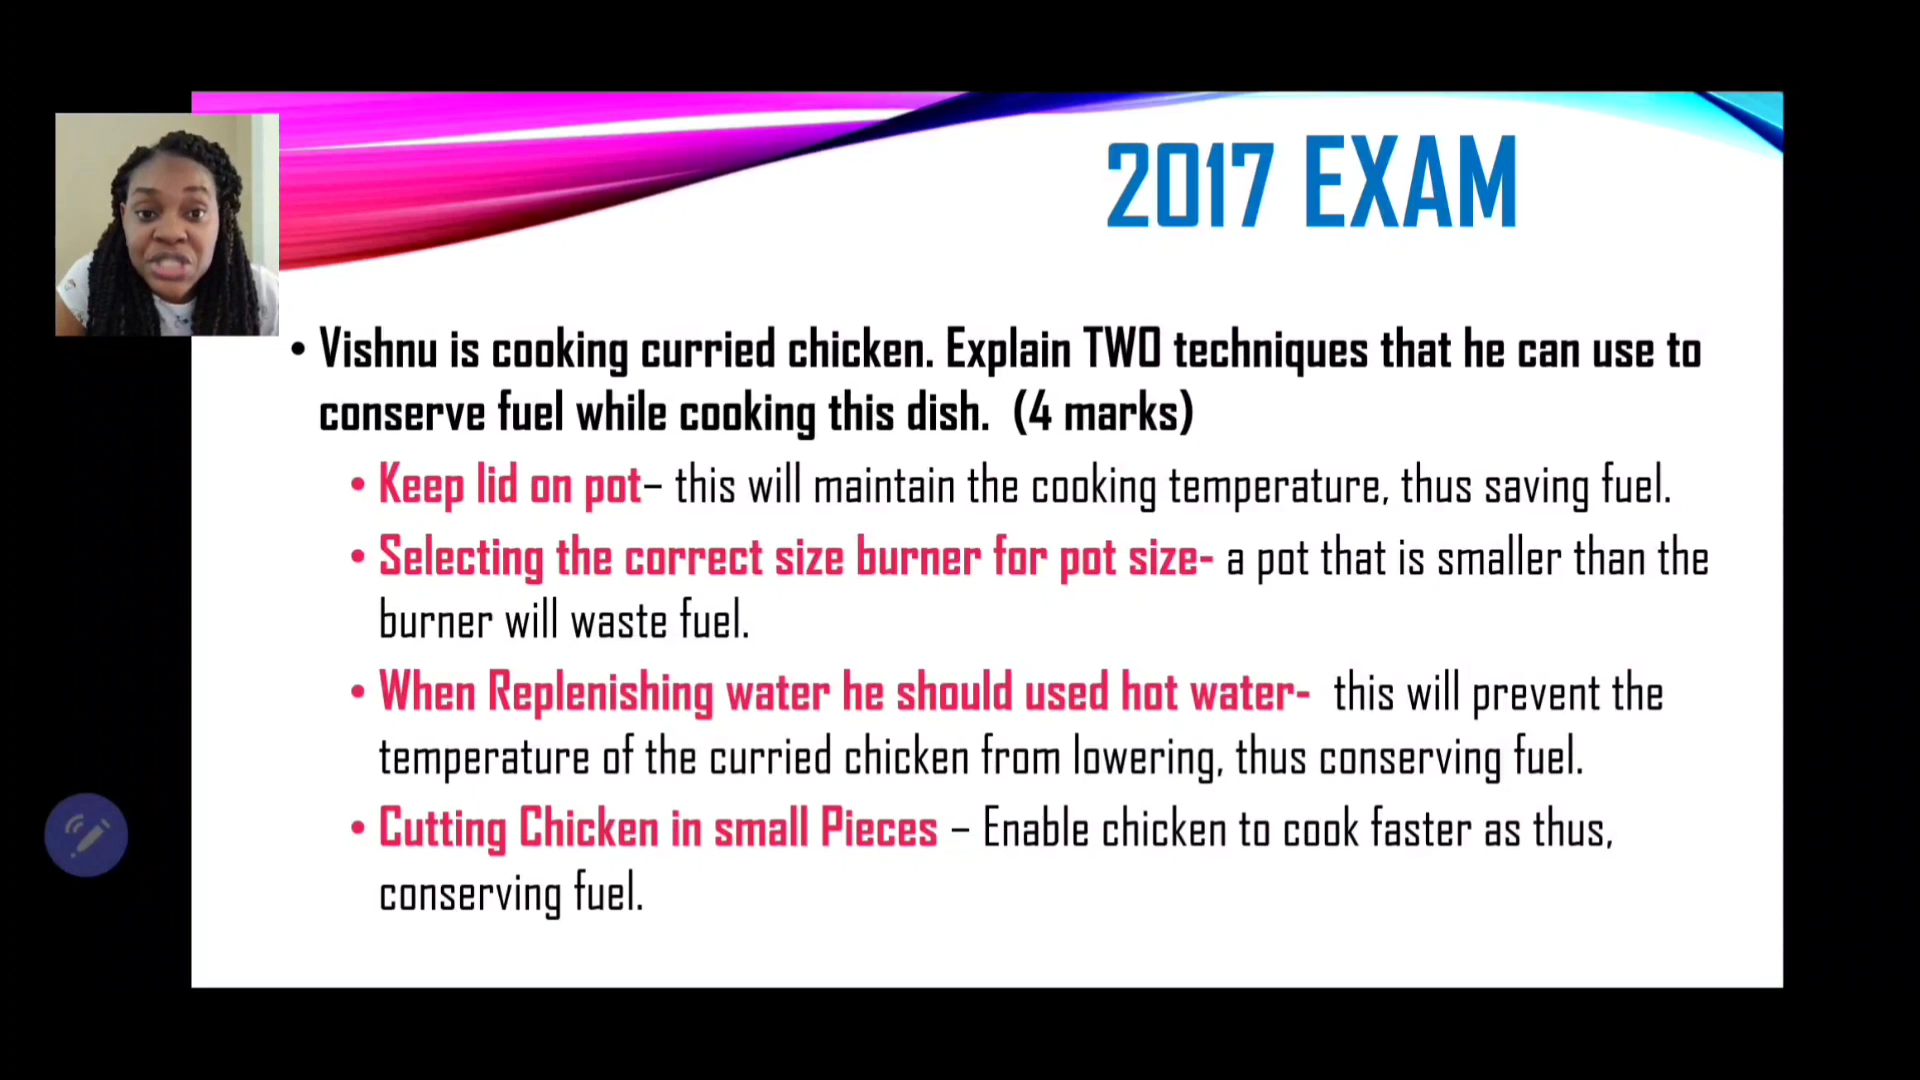 2017 EXAM
• Vishnu is cooking curried chicken. Explain TWO techniques that he can use to
conserve fuel while cooking this dish. (4 marks)
• Keep lid on pot– this will maintain the cooking temperature, thus saving fuel.
• Selecting the correct size burner for pot size- a pot that is smaller than the
burner will waste fuel.
• When Replenishing water he should used hot water- this will prevent the
temperature of the curried chicken from lowering, thus conserving fuel.
• Cutting Chicken in small Pieces – Enable chicken to cook faster as thus,
conserving fuel.